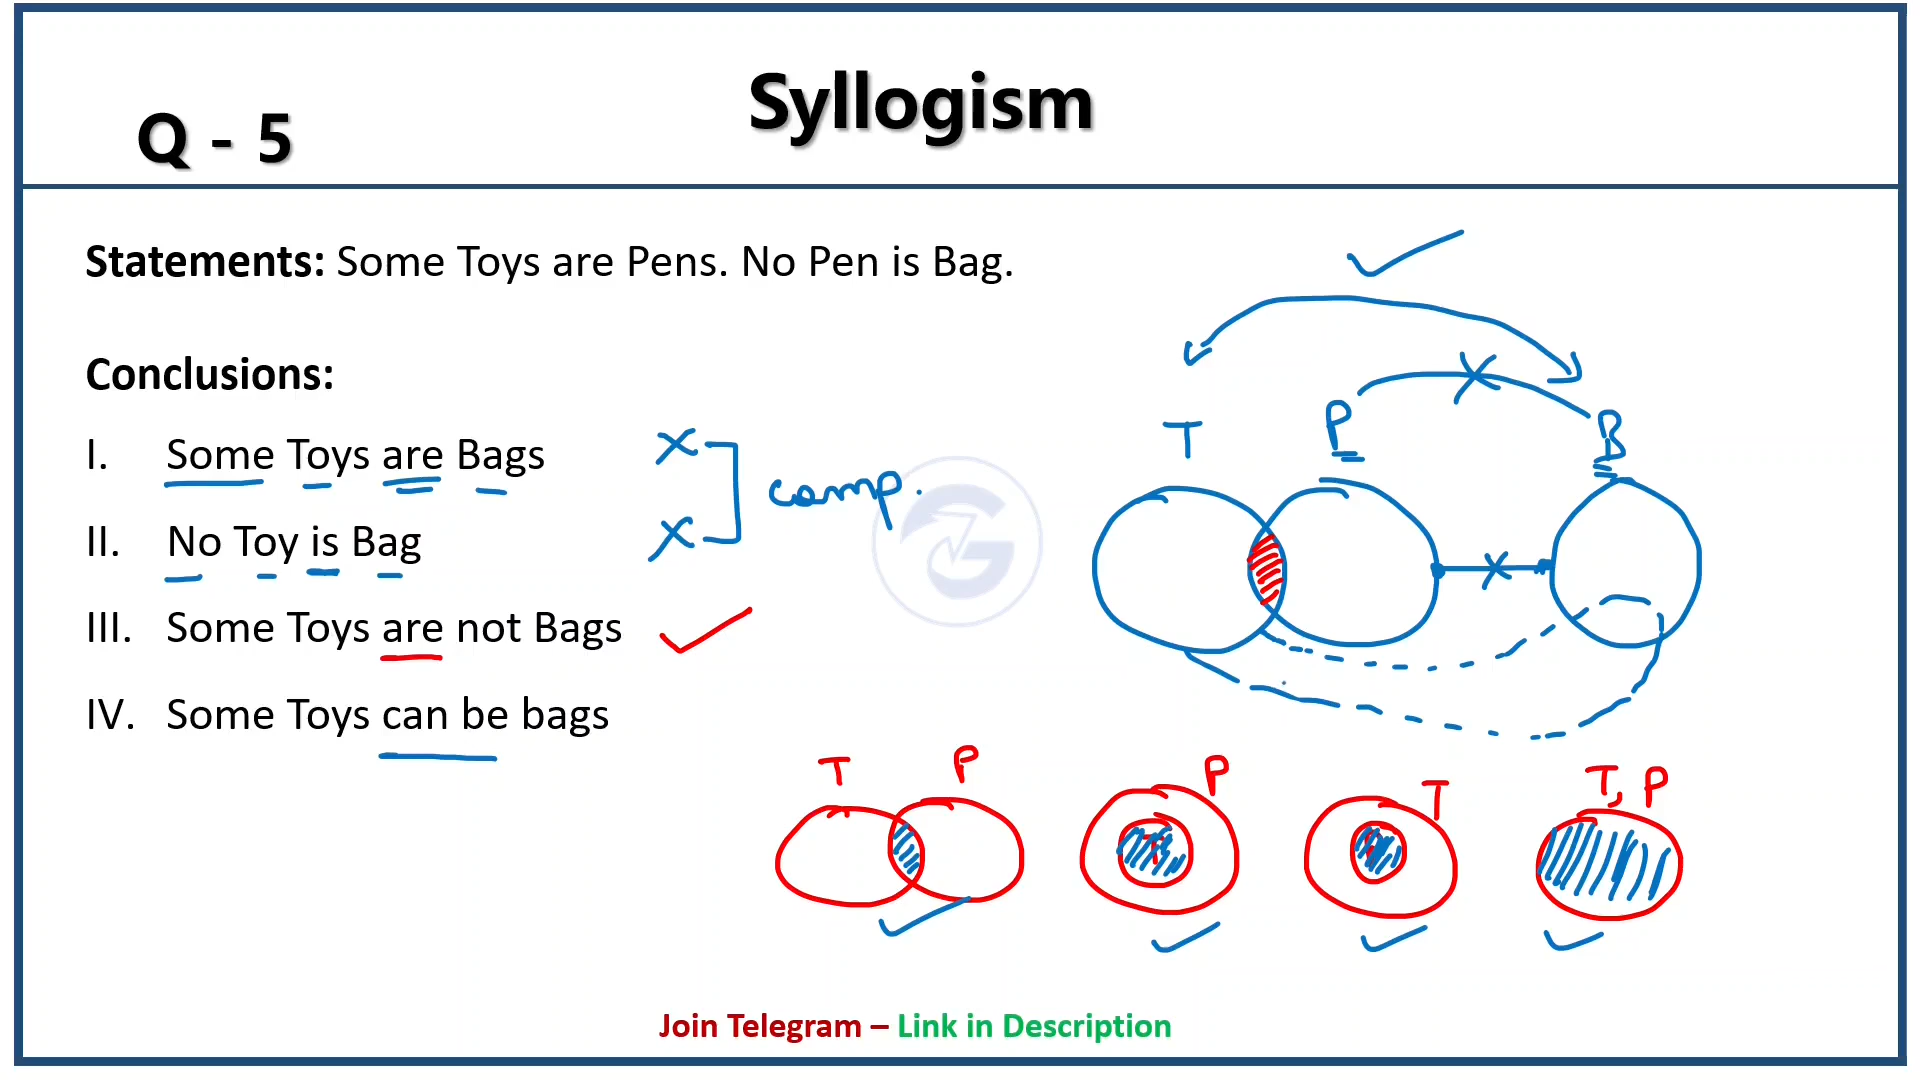 Syllogism
Q - 5
Statements: Some Toys are Pens. No Pen is Bag.
Conclusions:
I. Some Toys are Bags
II. No Toy is Bag
comp.
III. Some Toys are not Bags
IV. Some Toys can be bags
T P B
T P
P
T
T
T, P
Join Telegram – Link in Description